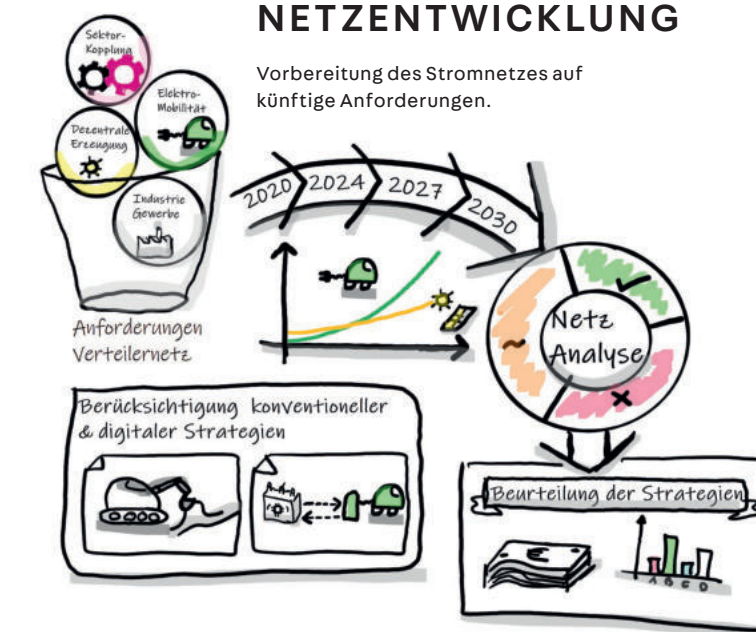 NETZENTWICKLUNG
Vorbereitung des Stromnetzes auf
künftige Anforderungen.
Sektor-
Kopplung
Elektro-
Mobilität
Dezentrale
Erzeugung
Industrie
Gewerbe
Anforderungen
Verteilernetz
2020
2024
2027
2030
Netz
Analyse
Berücksichtigung konventioneller
& digitaler Strategien
Beurteilung der Strategien
€
A B C D